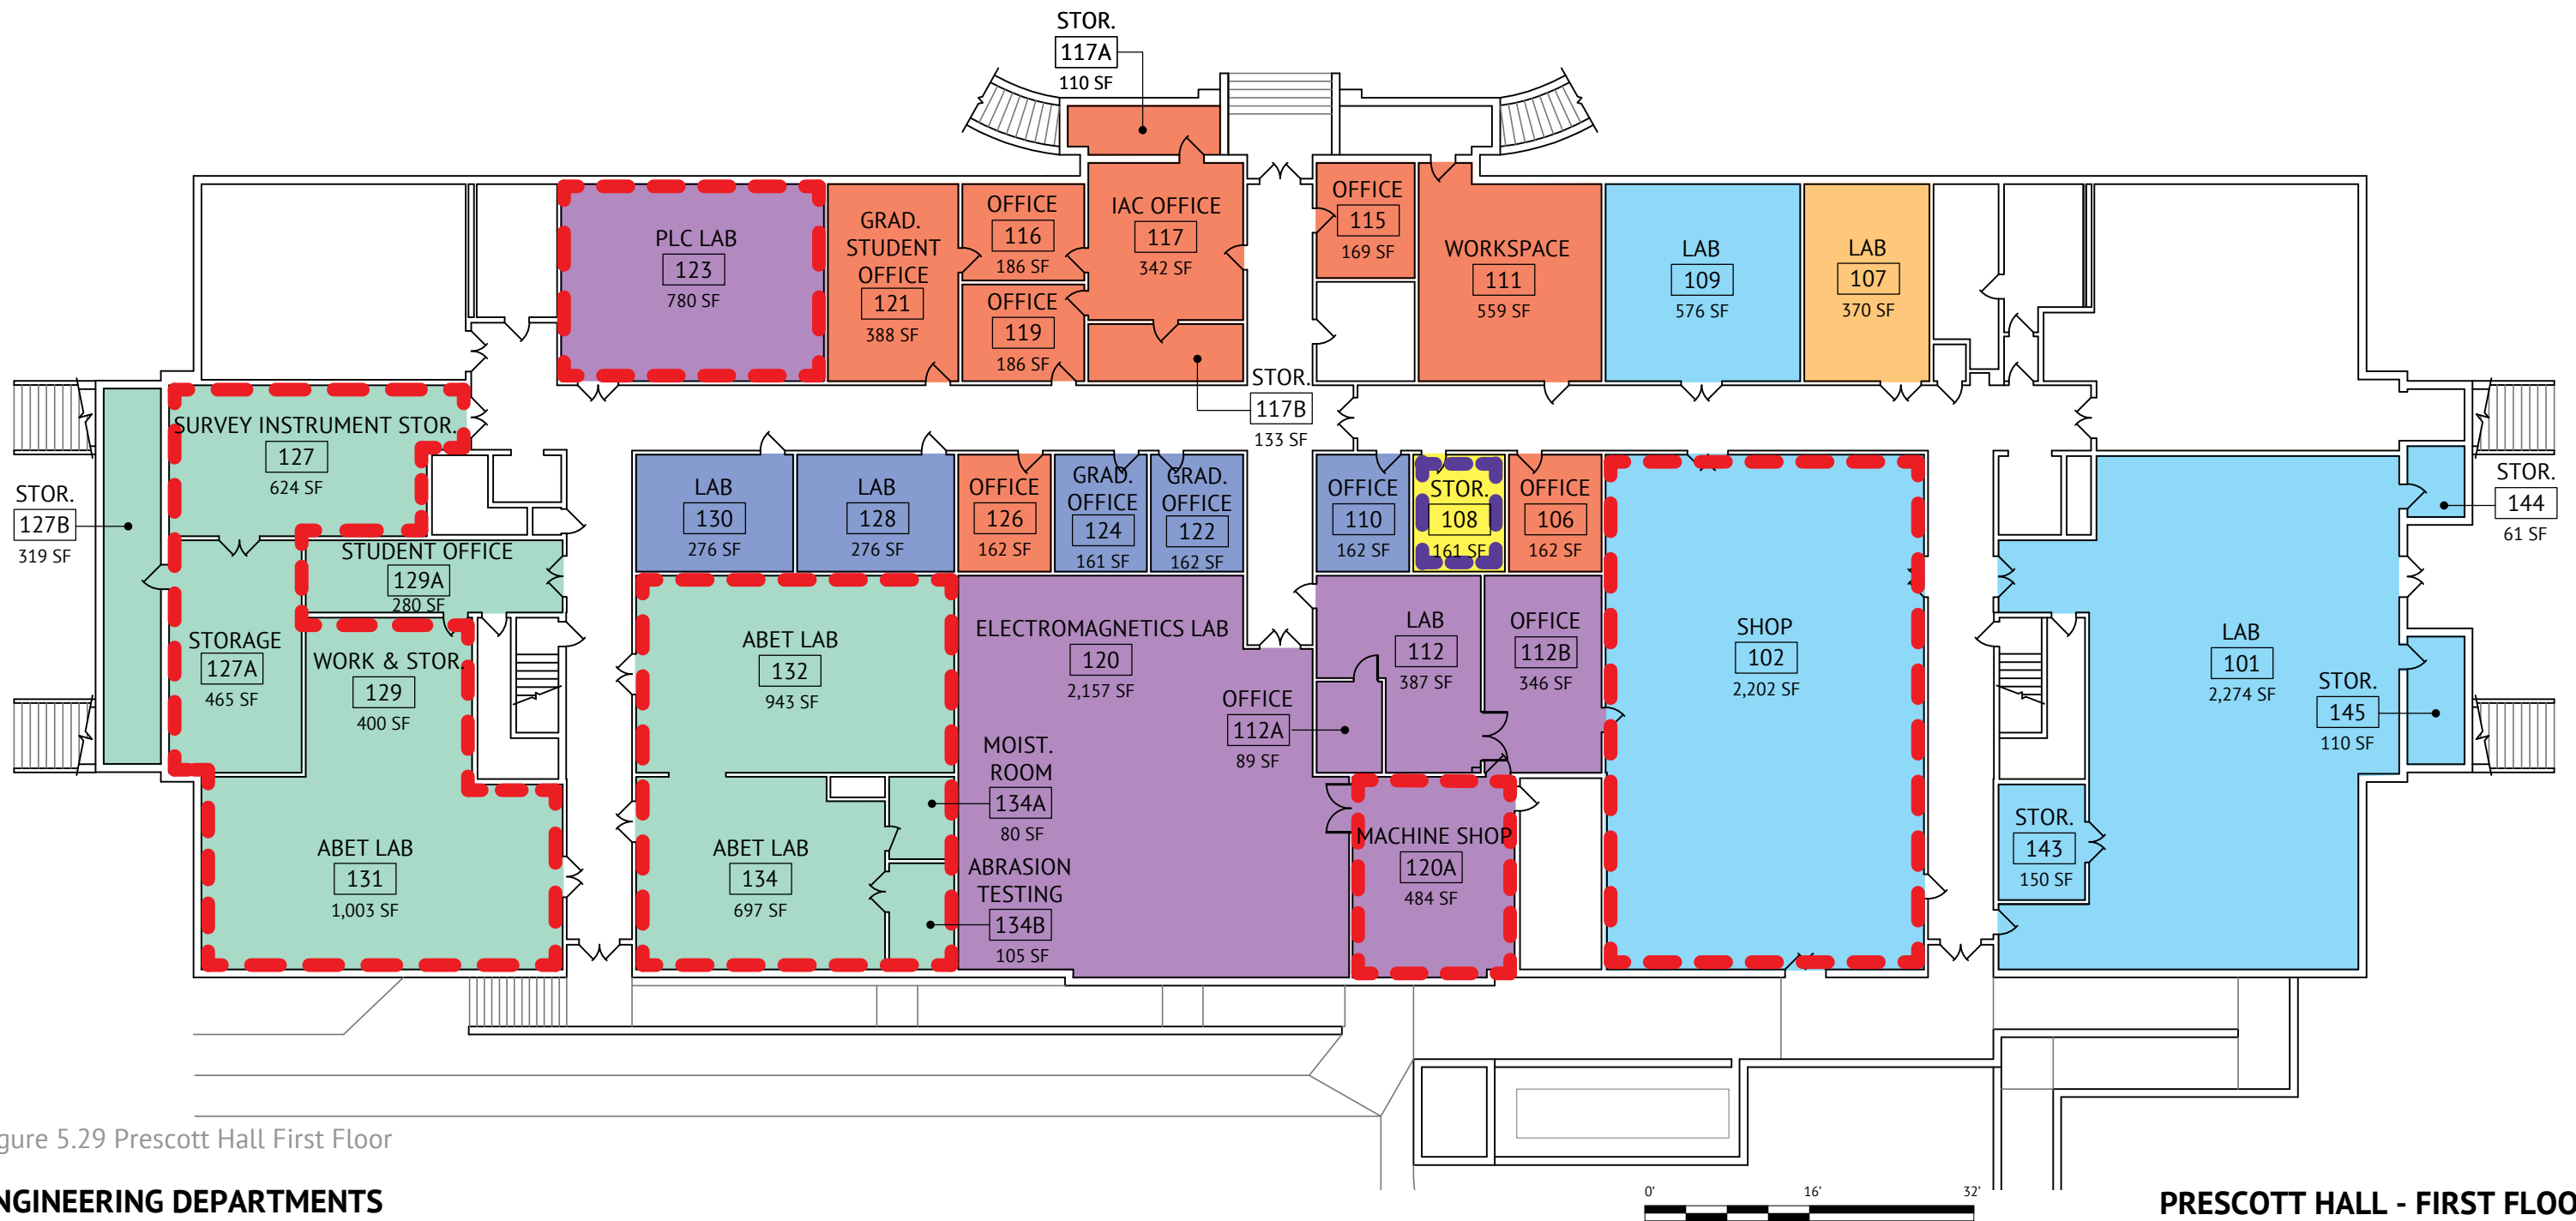 STOR.
117A
110 SF
PLC LAB
123
780 SF
GRAD.
STUDENT
OFFICE
121
388 SF
OFFICE
116
186 SF
OFFICE
119
186 SF
IAC OFFICE
117
342 SF
STOR.
117B
133 SF
OFFICE
115
169 SF
WORKSPACE
111
559 SF
LAB
109
576 SF
LAB
107
370 SF
STOR.
127B
319 SF
SURVEY INSTRUMENT STOR.
127
624 SF
STUDENT OFFICE
129A
280 SF
STORAGE
127A
465 SF
WORK & STOR.
129
400 SF
ABET LAB
131
1,003 SF
LAB
130
276 SF
LAB
128
276 SF
OFFICE
126
162 SF
GRAD.
OFFICE
124
161 SF
GRAD.
OFFICE
122
162 SF
OFFICE
110
162 SF
STOR.
108
161 SF
OFFICE
106
162 SF
ABET LAB
132
943 SF
ELECTROMAGNETICS LAB
120
2,157 SF
MOIST.
ROOM
134A
80 SF
ABET LAB
134
697 SF
ABRASION
TESTING
134B
105 SF
OFFICE
112A
89 SF
LAB
112
387 SF
OFFICE
112B
346 SF
MACHINE SHOP
120A
484 SF
SHOP
102
2,202 SF
LAB
101
2,274 SF
STOR.
144
61 SF
STOR.
145
110 SF
STOR.
143
150 SF
gure 5.29 Prescott Hall First Floor
NGINEERING DEPARTMENTS
0' 16' 32'
PRESCOTT HALL - FIRST FLOO